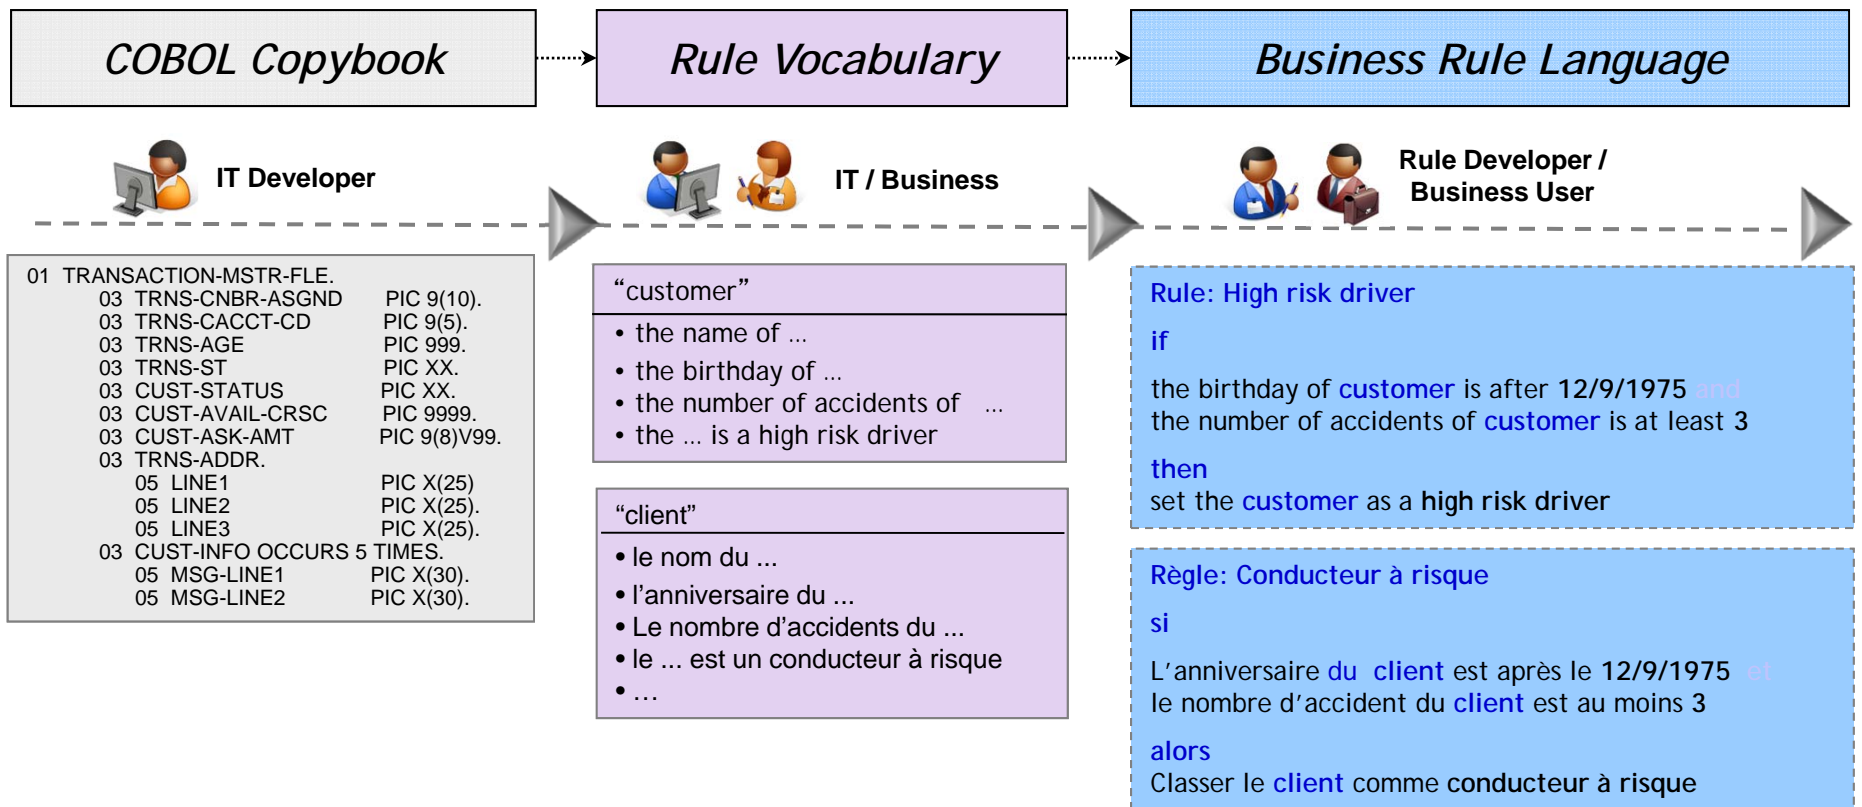 COBOL Copybook
Rule Vocabulary
Business Rule Language
IT Developer
IT / Business
Rule Developer /
Business User
01 TRANSACTION-MSTR-FLE.
03 TRNS-CNBR-ASGND PIC 9(10).
03 TRNS-CACCT-CD PIC 9(5).
03 TRNS-AGE PIC 999.
03 TRNS-ST PIC XX.
03 CUST-STATUS PIC XX.
03 CUST-AVAIL-CRSC PIC 9999.
03 CUST-ASK-AMT PIC 9(8)V99.
03 TRNS-ADDR.
05 LINE1 PIC X(25)
05 LINE2 PIC X(25).
05 LINE3 PIC X(25).
03 CUST-INFO OCCURS 5 TIMES.
05 MSG-LINE1 PIC X(30).
05 MSG-LINE2 PIC X(30).
“customer”
• the name of ...
• the birthday of ...
• the number of accidents of ...
• the ... is a high risk driver
“client”
• le nom du ...
• l'anniversaire du ...
• Le nombre d'accidents du ...
• le ... est un conducteur à risque
• ...
Rule: High risk driver
if
the birthday of customer is after 12/9/1975 and
the number of accidents of customer is at least 3
then
set the customer as a high risk driver
Règle: Conducteur à risque
si
L'anniversaire du client est après le 12/9/1975 et
le nombre d'accident du client est au moins 3
alors
Classer le client comme conducteur à risque